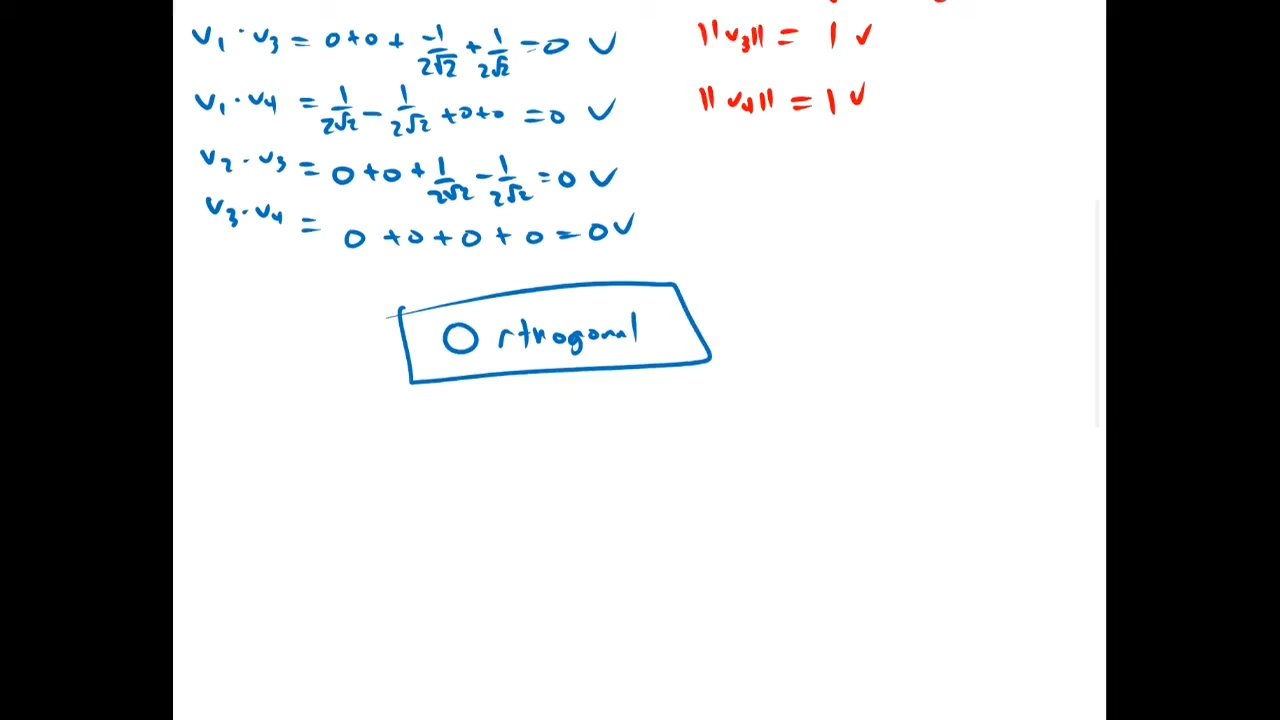 v₁ · v₃ = 0 + 0 + -1/2√2 + 1/2√2 = 0 ✓
||v₃|| = 1 ✓
v₁ · v₄ = 1/2√2 - 1/2√2 + 0 + 0 = 0 ✓
||v₄|| = 1 ✓
v₂ · v₃ = 0 + 0 + 1/2√2 - 1/2√2 = 0 ✓
v₃ · v₄ = 0 + 0 + 0 + 0 = 0 ✓
Orthogonal